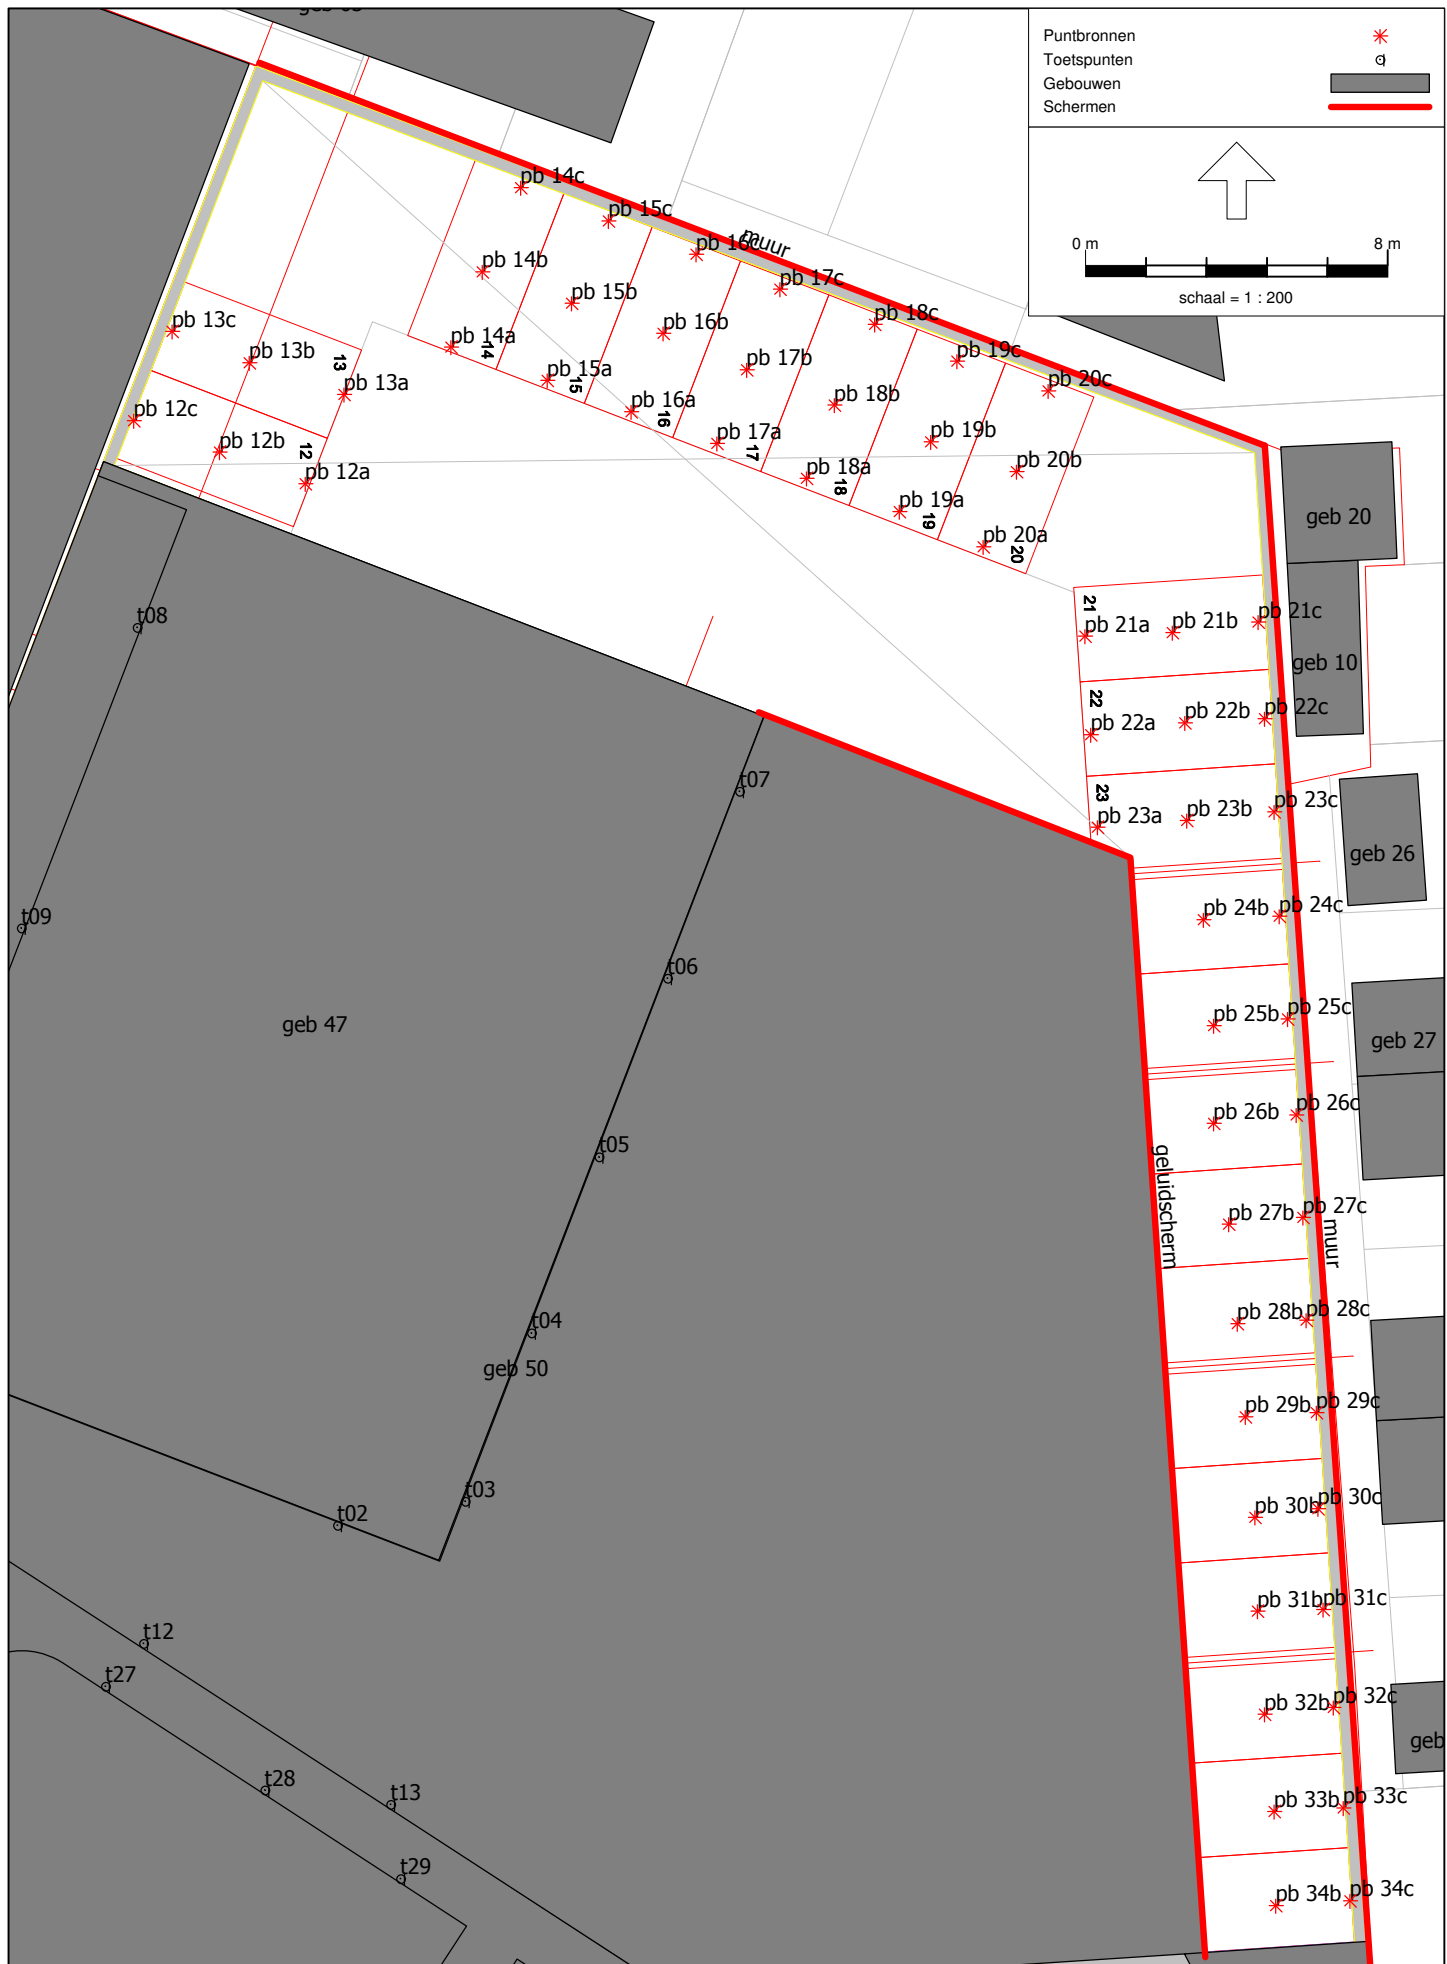 Puntbronnen
Toetspunten
Gebouwen
Schermen
0 m
8 m
schaal = 1 : 200
muur
pb 14c
pb 15c
pb 16c
pb 17c
pb 18c
pb 19c
pb 20c
pb 14b
pb 15b
pb 16b
pb 17b
pb 18b
pb 19b
pb 20b
pb 14a
pb 15a
pb 16a
pb 17a
pb 18a
pb 19a
pb 20a
14
15
16
17
18
19
20
pb 13c
pb 13b
pb 13a
13
pb 12c
pb 12b
pb 12a
12
geb 20
geb 10
21
pb 21a
pb 21b
pb 21c
22
pb 22a
pb 22b
pb 22c
23
pb 23a
pb 23b
pb 23c
geb 26
pb 24b
pb 24c
pb 25b
pb 25c
geb 27
pb 26b
pb 26c
geluidscherm
pb 27b
pb 27c
muur
pb 28b
pb 28c
pb 29b
pb 29c
pb 30b
pb 30c
pb 31b
pb 31c
pb 32b
pb 32c
geb
pb 33b
pb 33c
pb 34b
pb 34c
t08
t07
t09
t06
geb 47
t05
t04
geb 50
t03
t02
t12
t27
t28
t13
t29